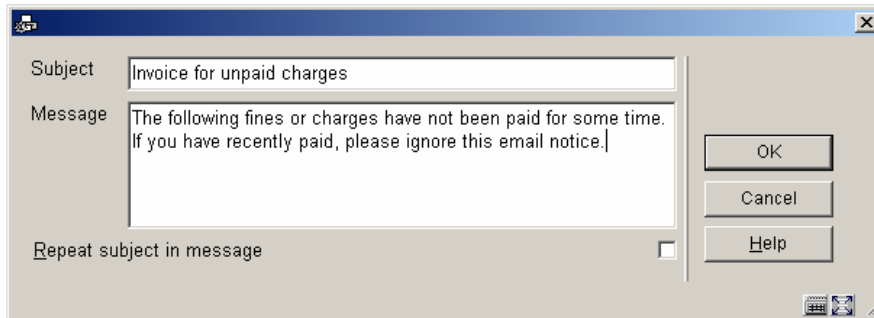 Subject
Invoice for unpaid charges
Message
The following fines or charges have not been paid for some time.
If you have recently paid, please ignore this email notice.
OK
Cancel
Help
Repeat subject in message